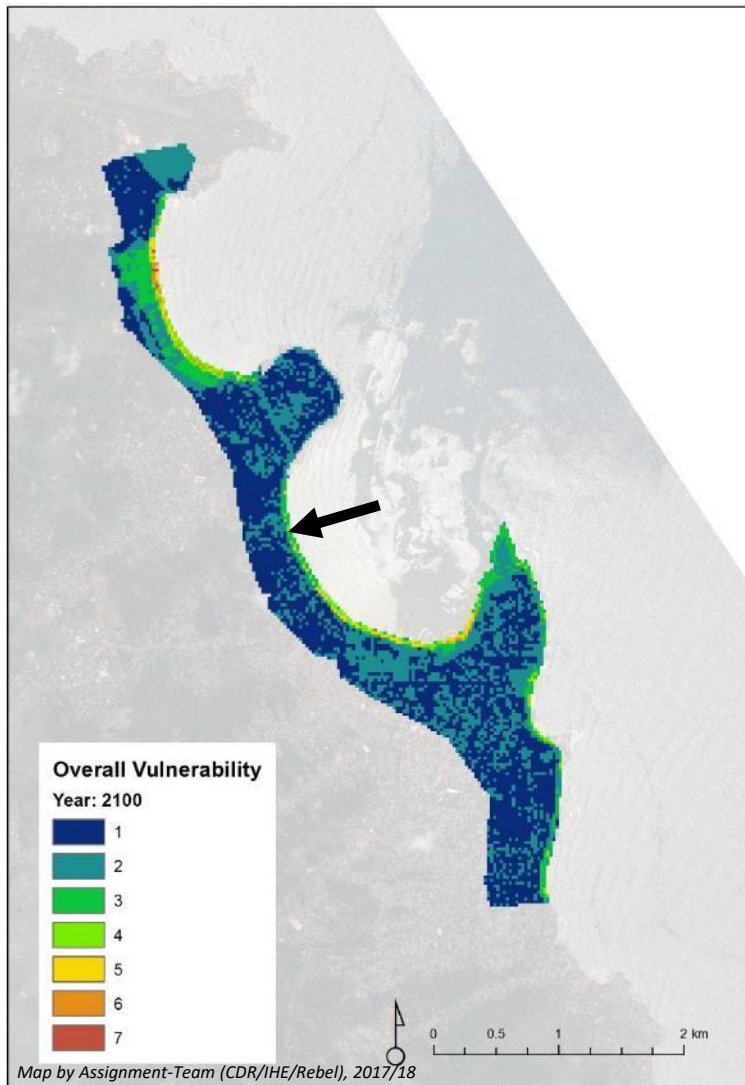 Overall Vulnerability
Year: 2100
1
2
3
4
5
6
7
0 0.5 1 2 km
Map by Assignment-Team (CDR/IHE/Rebel), 2017/18